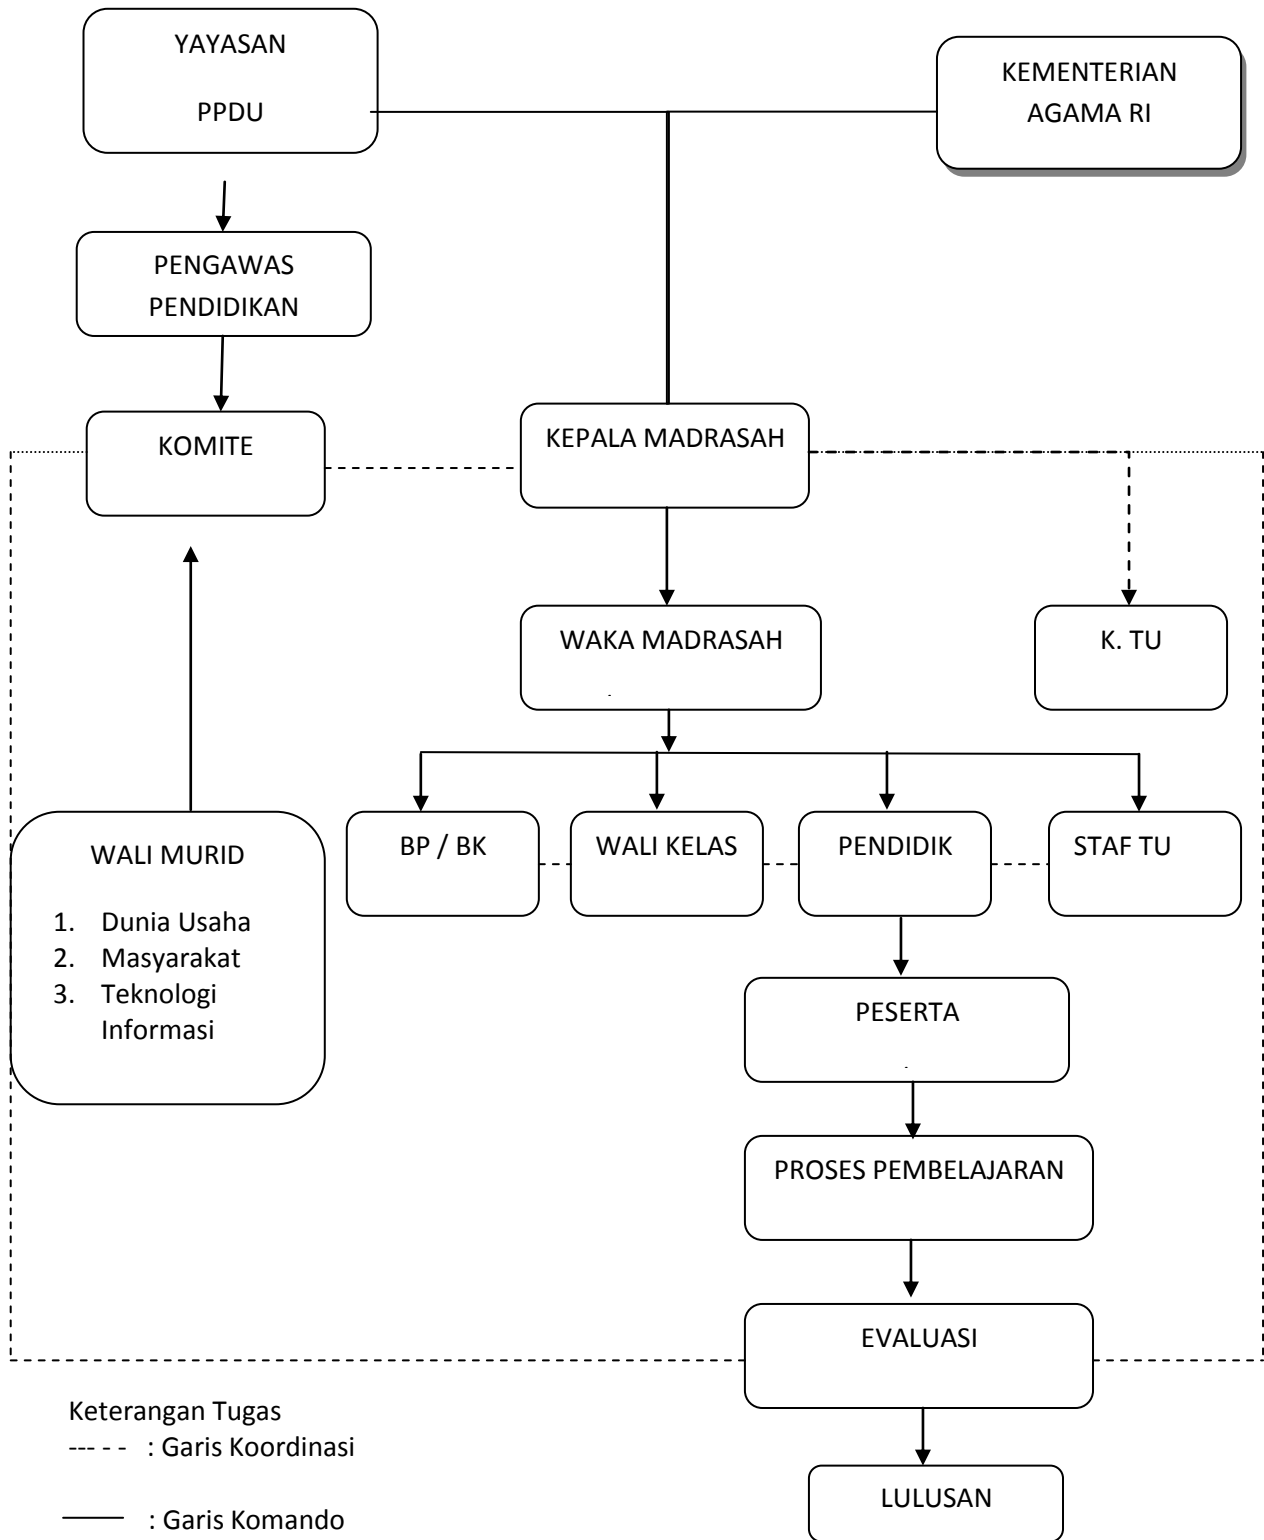 YAYASAN
PPDU
KEMENTERIAN
AGAMA RI
PENGAWAS
PENDIDIKAN
KOMITE
KEPALA MADRASAH
WAKA MADRASAH
K. TU
WALI MURID
1. Dunia Usaha
2. Masyarakat
3. Teknologi
Informasi
BP / BK
WALI KELAS
PENDIDIK
STAF TU
PESERTA
PROSES PEMBELAJARAN
EVALUASI
LULUSAN
Keterangan Tugas
--- - - : Garis Koordinasi
: Garis Komando